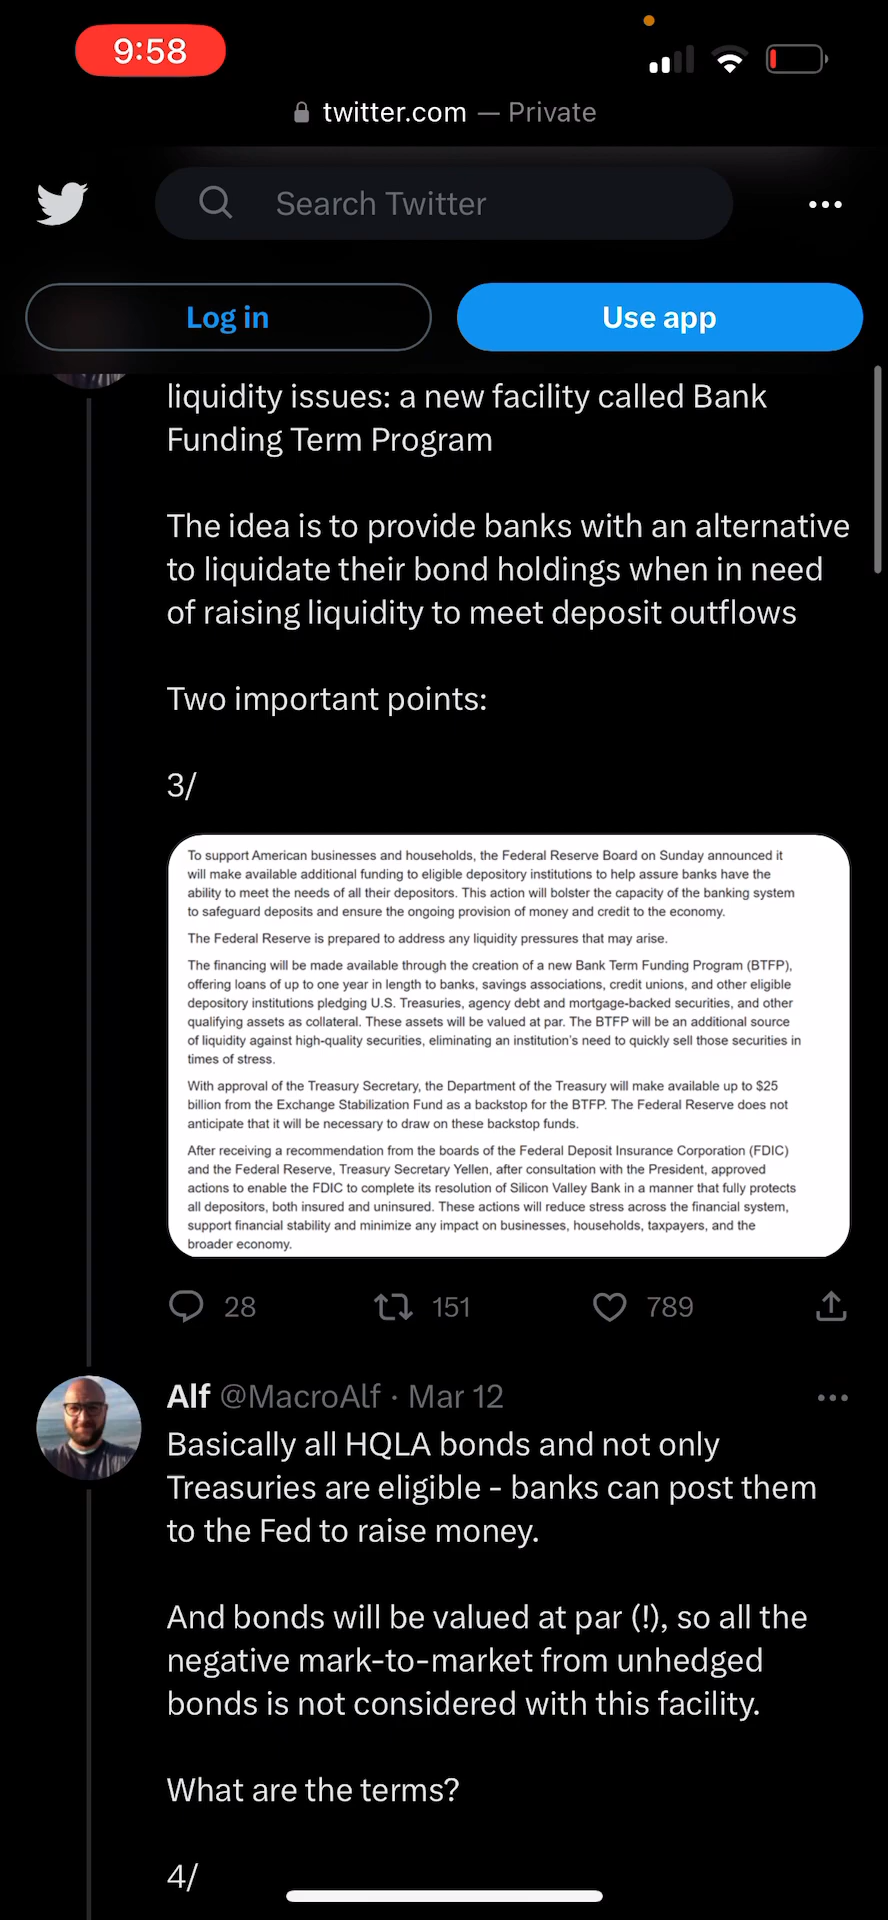 9:58
twitter.com — Private
Search Twitter
Log in
Use app
liquidity issues: a new facility called Bank
Funding Term Program
The idea is to provide banks with an alternative
to liquidate their bond holdings when in need
of raising liquidity to meet deposit outflows
Two important points:
3/
To support American businesses and households, the Federal Reserve Board on Sunday announced it
will make available additional funding to eligible depository institutions to help assure banks have the
ability to meet the needs of all their depositors. This action will bolster the capacity of the banking system
to safeguard deposits and ensure the ongoing provision of money and credit to the economy.
The Federal Reserve is prepared to address any liquidity pressures that may arise.
The financing will be made available through the creation of a new Bank Term Funding Program (BTFP),
offering loans of up to one year in length to banks, savings associations, credit unions, and other eligible
depository institutions pledging U.S. Treasuries, agency debt and mortgage-backed securities, and other
qualifying assets as collateral. These assets will be valued at par. The BTFP will be an additional source
of liquidity against high-quality securities, eliminating an institution's need to quickly sell those securities in
times of stress.
With approval of the Treasury Secretary, the Department of the Treasury will make available up to $25
billion from the Exchange Stabilization Fund as a backstop for the BTFP. The Federal Reserve does not
anticipate that it will be necessary to draw on these backstop funds.
After receiving a recommendation from the boards of the Federal Deposit Insurance Corporation (FDIC)
and the Federal Reserve, Treasury Secretary Yellen, after consultation with the President, approved
actions to enable the FDIC to complete its resolution of Silicon Valley Bank in a manner that fully protects
all depositors, both insured and uninsured. These actions will reduce stress across the financial system,
support financial stability and minimize any impact on businesses, households, taxpayers, and the
broader economy.
28 151 789
Alf @MacroAlf · Mar 12
Basically all HQLA bonds and not only
Treasuries are eligible - banks can post them
to the Fed to raise money.
And bonds will be valued at par (!), so all the
negative mark-to-market from unhedged
bonds is not considered with this facility.
What are the terms?
4/